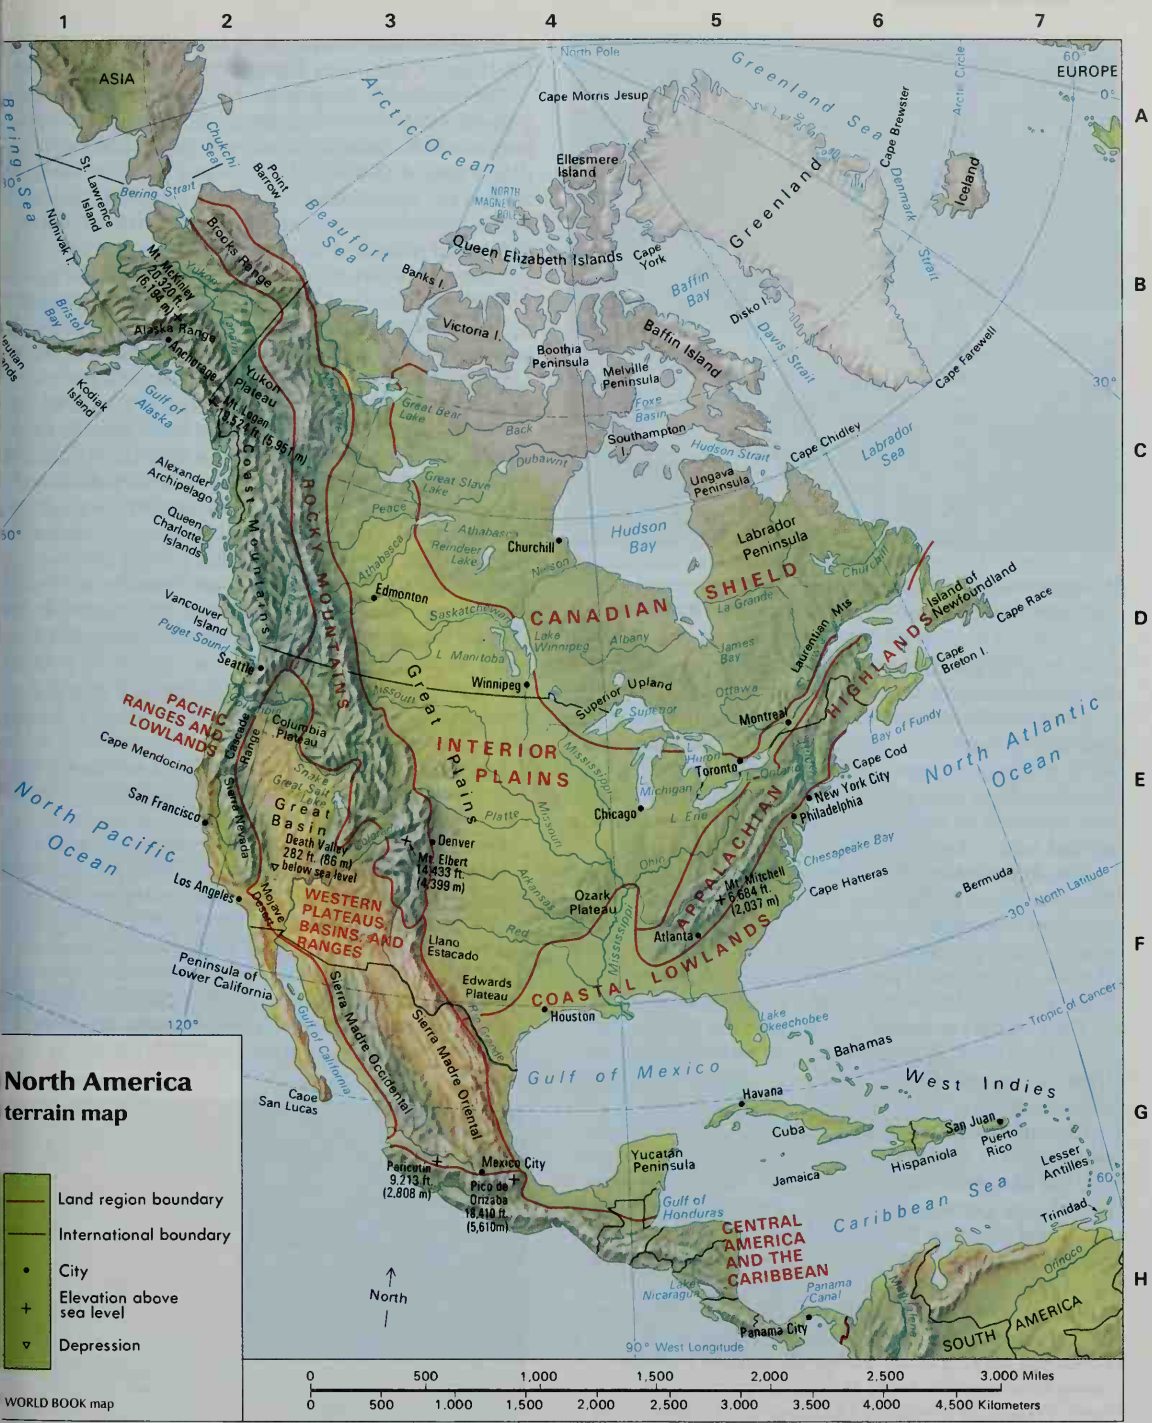 1 2 3 4 5 6 7
A
B
C
D
E
F
G
H
ASIA
EUROPE
North Pole
60°
0°
Arctic Circle
Greenland Sea
Cape Morris Jesup
Cape Brewster
Arctic Ocean
Bering Sea
Chukchi
Sea
Point
Barrow
St. Lawrence
Island
Bering Strait
Nunivak I.
Ellesmere
Island
NORTH
MAGNETIC
POLE
Greenland
Denmark
Strait
Iceland
Beaufort
Sea
Queen Elizabeth Islands
Cape
York
Brooks Range
Banks I.
Baffin
Bay
Disko I.
Davis Strait
Mt. McKinley
20,320 ft.
(6,194 m)
Yukon
Bristol
Bay
Alaska Range
Anchorage
Victoria I.
Boothia
Peninsula
Baffin Island
Melville
Peninsula
Cape Farewell
30°
Kodiak
Island
Gulf of
Alaska
Yukon
Plateau
Mt. Logan
19,524 ft. (5,951 m)
Great Bear
Lake
Back
Foxe
Basin
Southampton
I.
Hudson Strait
Cape Chidley
Labrador
Sea
Dubawnt
Alexander
Archipelago
Coast Mountains
ROCKY MOUNTAINS
Great Slave
Lake
Ungava
Peninsula
Queen
Charlotte
Islands
Peace
L. Athabasca
Reindeer
Lake
Athabasca
Churchill
Nelson
Hudson
Bay
Labrador
Peninsula
Churchill
CANADIAN SHIELD
La Grande
Edmonton
Saskatchewan
Vancouver
Island
Puget Sound
Seattle
L. Manitoba
Lake
Winnipeg
Albany
James
Bay
Laurentian Mts
Island of
Newfoundland
Cape Race
Cape
Breton I.
Winnipeg
Superior Upland
Ottawa
L. Superior
Montreal
APPALACHIAN HIGHLANDS
Bay of Fundy
PACIFIC
RANGES AND
LOWLANDS
Cascade
Range
Columbia
Plateau
Missouri
Great Plains
INTERIOR
PLAINS
Mississippi
L.
Huron
Toronto
L.
Michigan
Ontario
Cape Cod
North Atlantic
Ocean
Cape Mendocino
Snake
Great Salt
Lake
San Francisco
Sierra Nevada
Great
Basin
North Pacific
Ocean
New York City
Philadelphia
Chicago
L. Erie
Platte
Missouri
Colorado
Denver
Mt. Elbert
14,433 ft.
(4,399 m)
Death Valley
282 ft. (86 m)
below sea level
Ohio
Chesapeake Bay
Mt. Mitchell
6,684 ft.
(2,037 m)
Cape Hatteras
Bermuda
30° North Latitude
Los Angeles
Mojave
Desert
WESTERN
PLATEAUS,
BASINS, AND
RANGES
Arkansas
Ozark
Plateau
Red
Mississippi
Atlanta
Llano
Estacado
Edwards
Plateau
COASTAL LOWLANDS
Houston
Peninsula of
Lower California
Gulf of California
Sierra Madre Occidental
Sierra Madre Oriental
Rio Grande
Lake
Okeechobee
Tropic of Cancer
Bahamas
Gulf of Mexico
West Indies
120°
Cape
San Lucas
Havana
Cuba
San Juan
Puerto
Rico
Hispaniola
Jamaica
Lesser
Antilles
60°
Trinidad
Yucatán
Peninsula
Mexico City
Paricutín
9,213 ft.
(2,808 m)
Pico de
Orizaba
18,410 ft.
(5,610m)
Gulf of
Honduras
Caribbean Sea
CENTRAL
AMERICA
AND THE
CARIBBEAN
Lake
Nicaragua
Panama
Canal
Panama City
Magdalena
Orinoco
SOUTH AMERICA
90° West Longitude
North
North America
terrain map
Land region boundary
International boundary
City
Elevation above
sea level
Depression
WORLD BOOK map
0 500 1,000 1,500 2,000 2,500 3,000 Miles
0 500 1,000 1,500 2,000 2,500 3,000 3,500 4,000 4,500 Kilometers